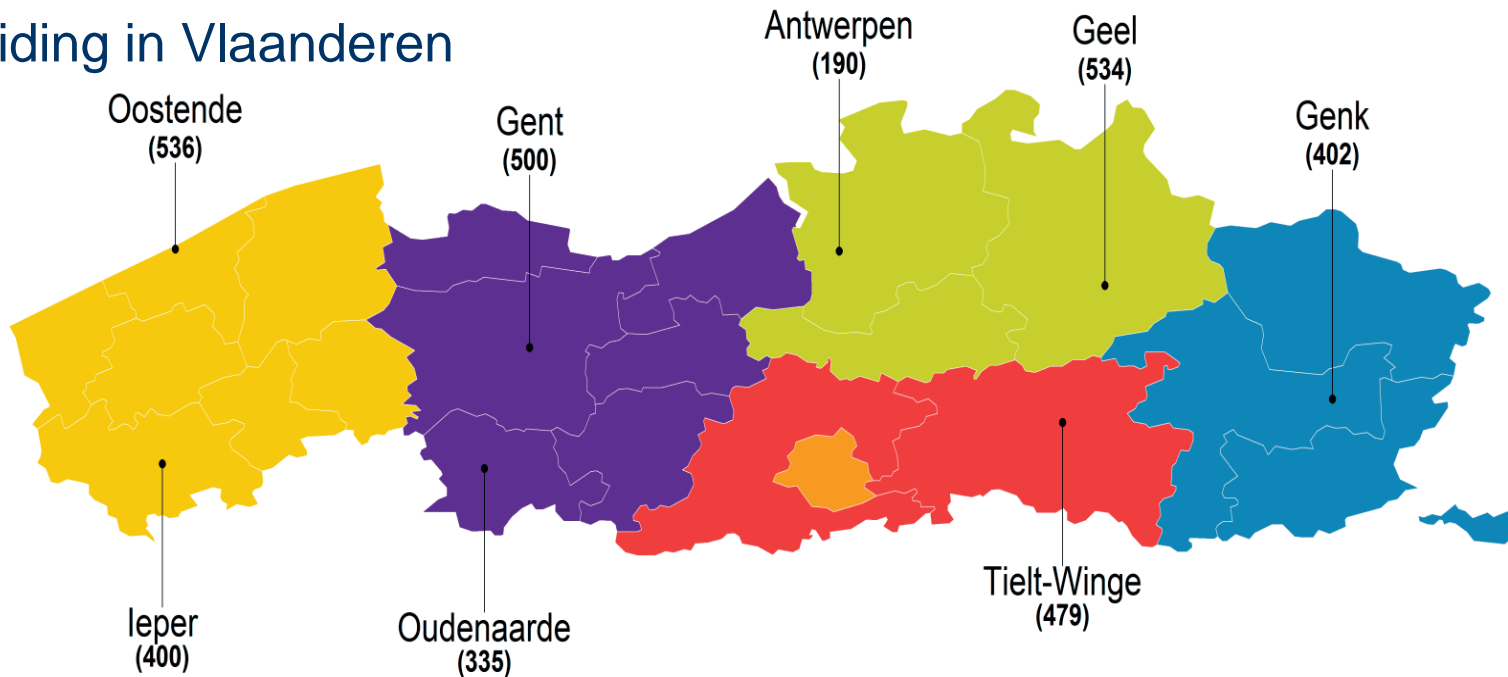 iding in Vlaanderen
Antwerpen
(190)
Geel
(534)
Oostende
(536)
Gent
(500)
Genk
(402)
Ieper
(400)
Oudenaarde
(335)
Tielt-Winge
(479)